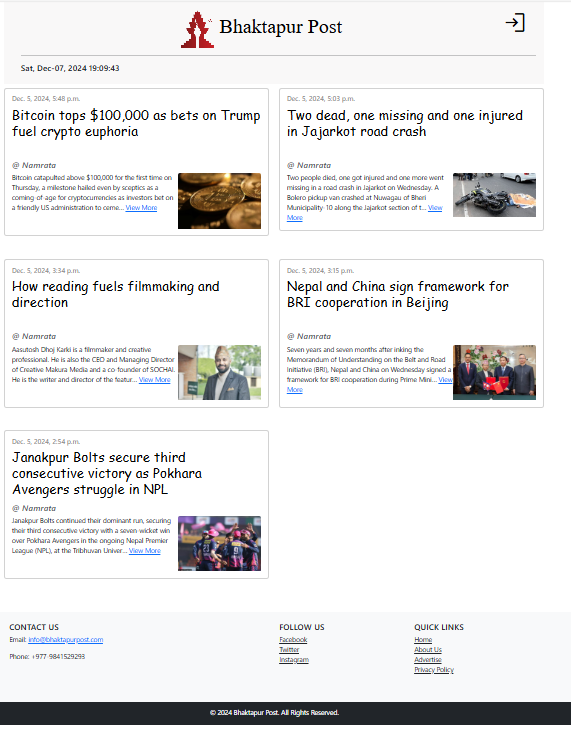 Bhaktapur Post
Sat, Dec-07, 2024 19:09:43
Dec. 5, 2024, 5:48 p.m.
Bitcoin tops $100,000 as bets on Trump
fuel crypto euphoria
@ Namrata
Bitcoin catapulted above $100,000 for the first time on
Thursday, a milestone hailed even by sceptics as a
coming-of-age for cryptocurrencies as investors bet on
a friendly US administration to ceme... View More
Dec. 5, 2024, 5:03 p.m.
Two dead, one missing and one injured
in Jajarkot road crash
@ Namrata
Two people died, one got injured and one more went
missing in a road crash in Jajarkot on Wednesday. A
Bolero pickup van crashed at Nuwagau of Bheri
Municipality-10 along the Jajarkot section of t... View
More
Dec. 5, 2024, 3:34 p.m.
How reading fuels filmmaking and
direction
@ Namrata
Aasutosh Dhoj Karki is a filmmaker and creative
professional. He is also the CEO and Managing Director
of Creative Makura Media and a co-founder of SOCHAI.
He is the writer and director of the featur... View More
Dec. 5, 2024, 3:15 p.m.
Nepal and China sign framework for
BRI cooperation in Beijing
@ Namrata
Seven years and seven months after inking the
Memorandum of Understanding on the Belt and Road
Initiative (BRI), Nepal and China on Wednesday signed a
framework for BRI cooperation during Prime Mini... View
More
Dec. 5, 2024, 2:54 p.m.
Janakpur Bolts secure third
consecutive victory as Pokhara
Avengers struggle in NPL
@ Namrata
Janakpur Bolts continued their dominant run, securing
their third consecutive victory with a seven-wicket win
over Pokhara Avengers in the ongoing Nepal Premier
League (NPL), at the Tribhuvan Univer... View More
CONTACT US
Email: info@bhaktapurpost.com
Phone: +977-9841529293
FOLLOW US
Facebook
Twitter
Instagram
QUICK LINKS
Home
About Us
Advertise
Privacy Policy
© 2024 Bhaktapur Post. All Rights Reserved.